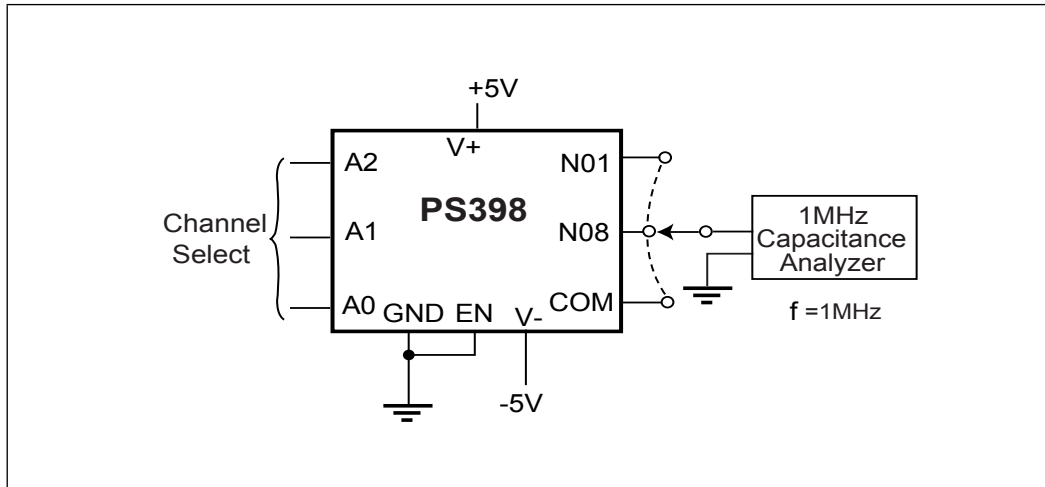 +5V
V+
A2
N01
PS398
Channel
Select
A1
N08
1MHz
Capacitance
Analyzer
A0
GND
EN
V-
COM
f =1MHz
-5V